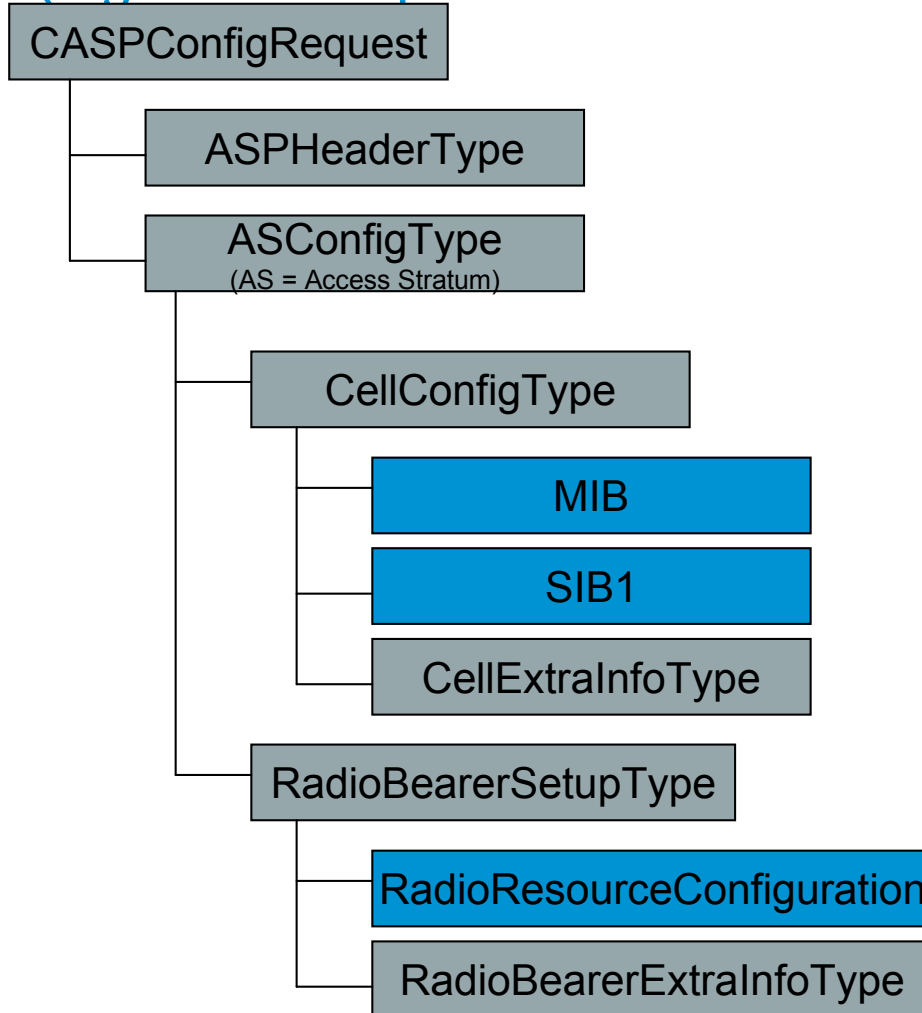 CASPConfigRequest
ASPHeaderType
ASConfigType
(AS = Access Stratum)
CellConfigType
MIB
SIB1
CellExtraInfoType
RadioBearerSetupType
RadioResourceConfiguration
RadioBearerExtraInfoType